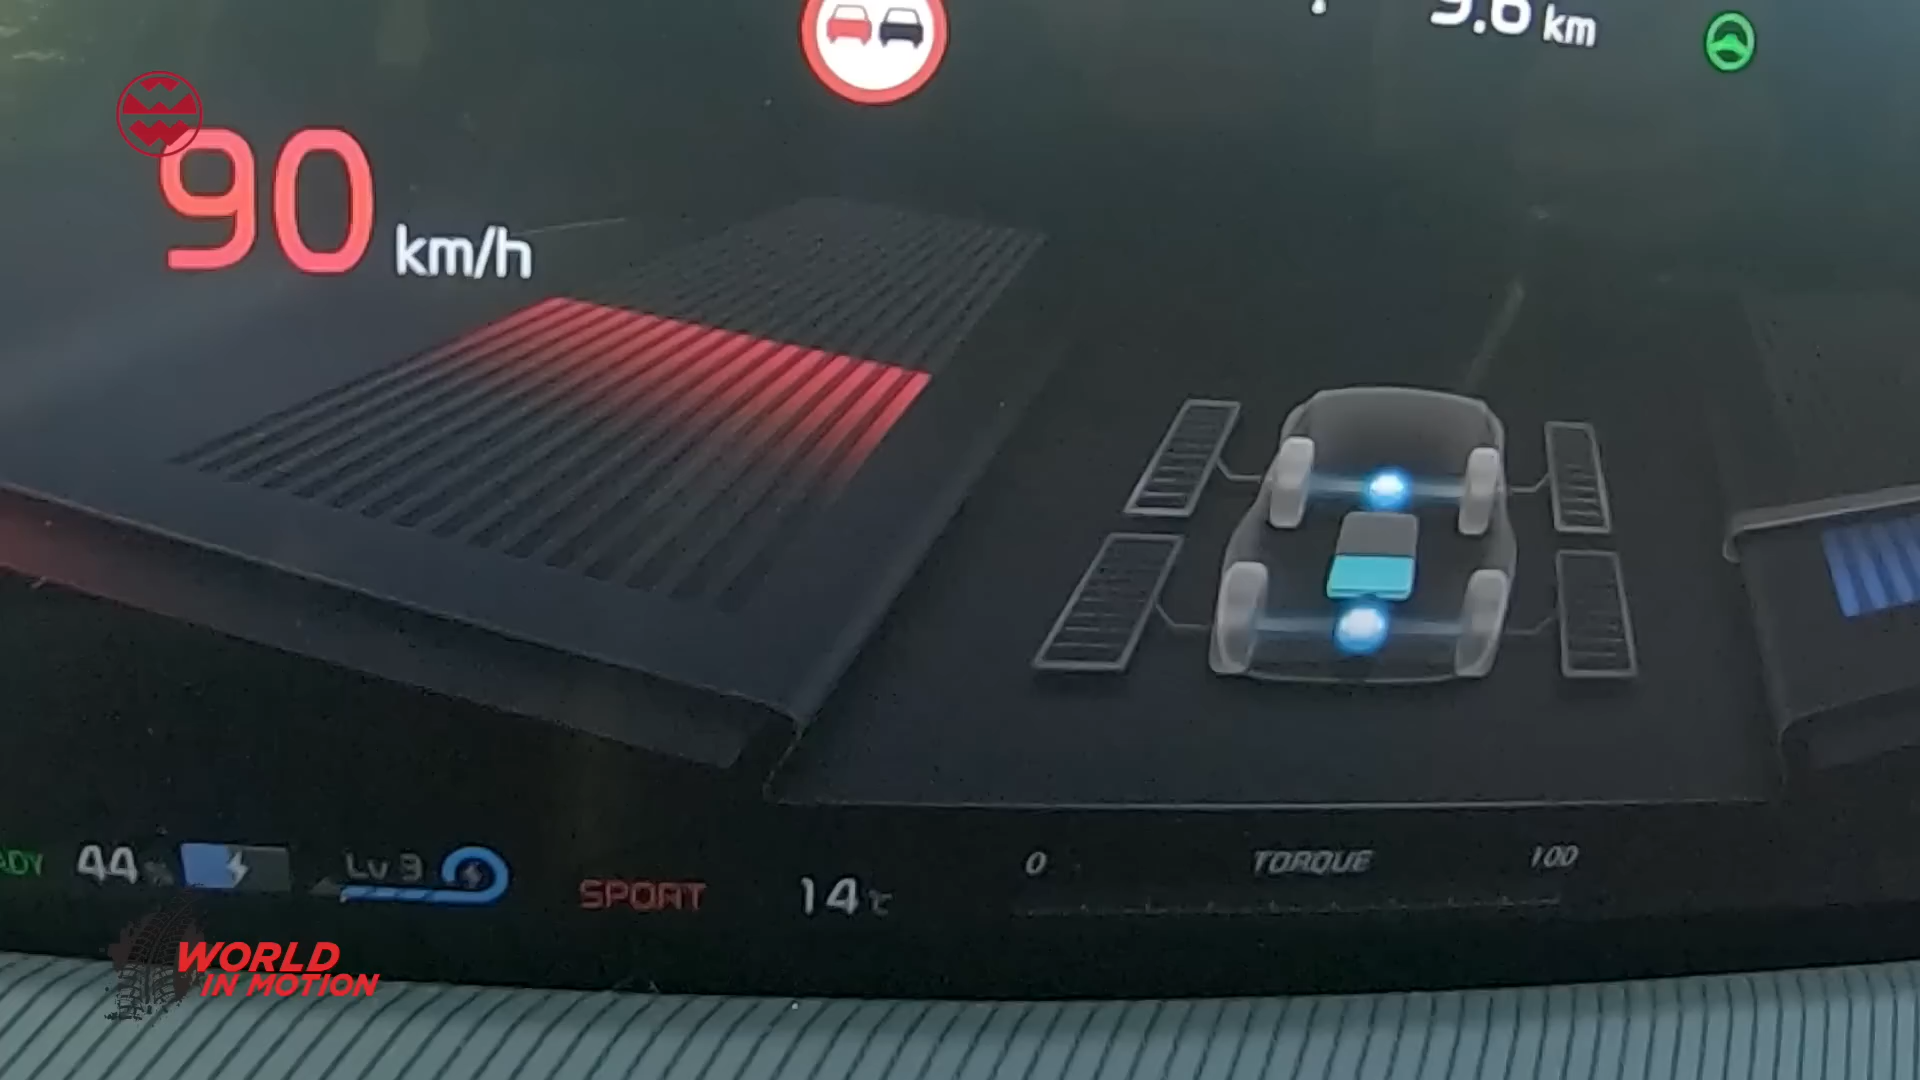 9.6 km
90 km/h
44 %
Lv 3
SPORT
14 °C
0 TORQUE 100
WORLD
IN MOTION